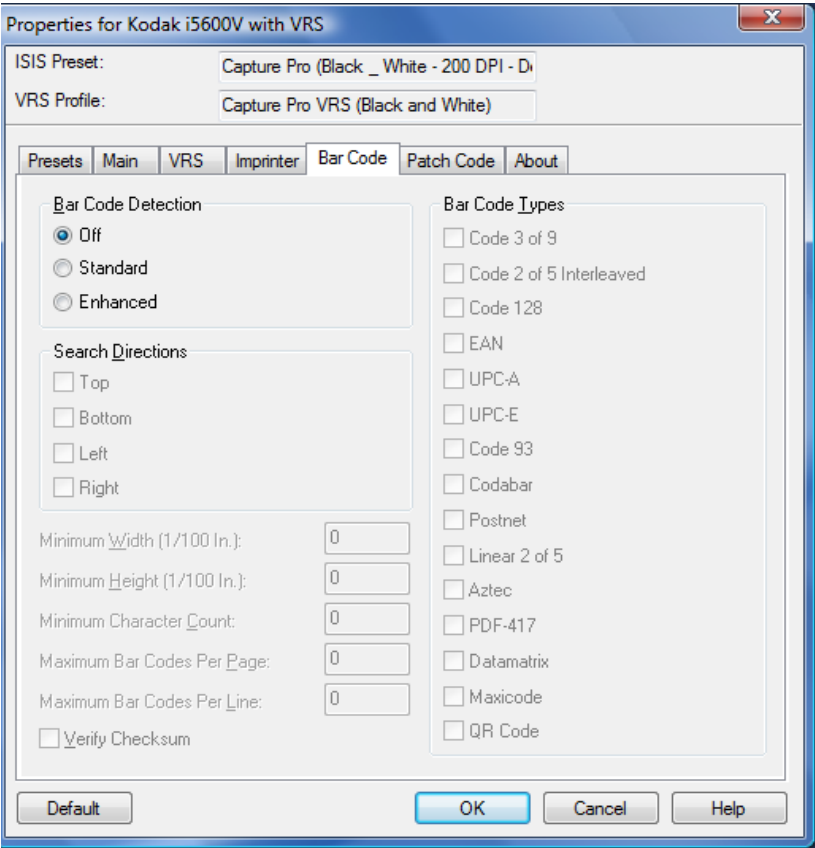 Properties for Kodak i5600V with VRS
ISIS Preset:
Capture Pro (Black _ White - 200 DPI - D
VRS Profile:
Capture Pro VRS (Black and White)
Presets Main VRS Imprinter Bar Code Patch Code About
Bar Code Detection
Off
Standard
Enhanced
Search Directions
Top
Bottom
Left
Right
Minimum Width (1/100 In.): 0
Minimum Height (1/100 In.): 0
Minimum Character Count: 0
Maximum Bar Codes Per Page: 0
Maximum Bar Codes Per Line: 0
Verify Checksum
Bar Code Types
Code 3 of 9
Code 2 of 5 Interleaved
Code 128
EAN
UPC-A
UPC-E
Code 93
Codabar
Postnet
Linear 2 of 5
Aztec
PDF-417
Datamatrix
Maxicode
QR Code
Default OK Cancel Help